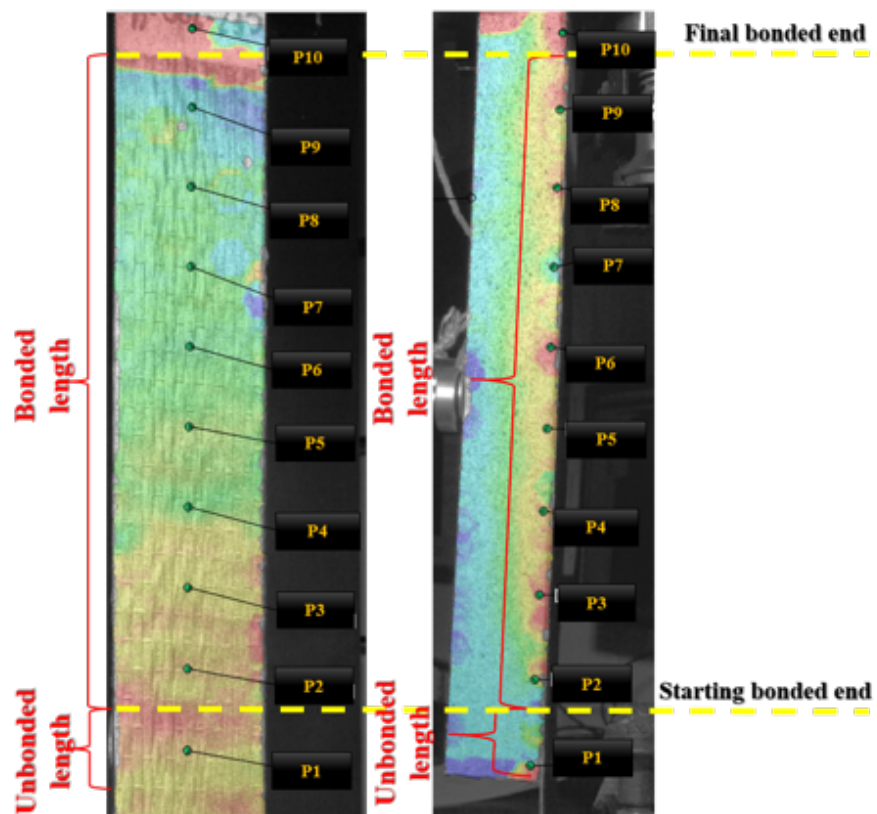 Final bonded end
P10
P10
P9
P9
P8
P8
P7
P7
Bonded
length
Bonded
length
P6
P6
P5
P5
P4
P4
P3
P3
P2
P2
Starting bonded end
Unbonded
length
Unbonded
length
P1
P1